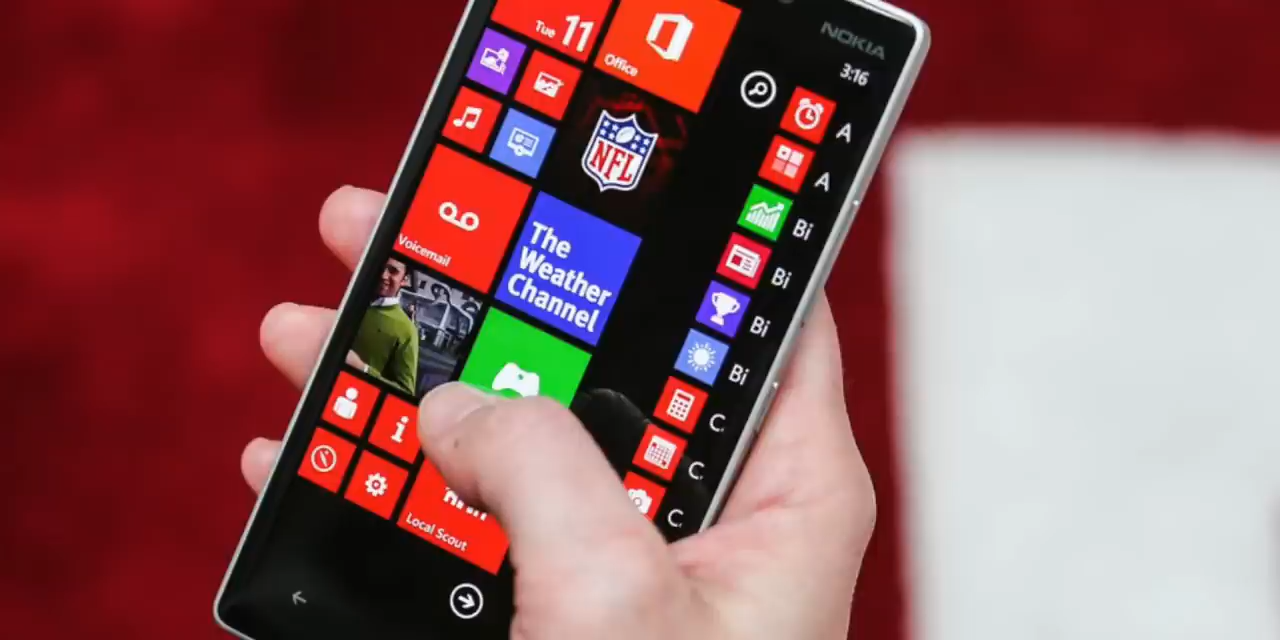 NOKIA
3:16
Tue 11
Office
NFL
A
A
Bi
Voicemail
The
Weather
Channel
Bi
Bi
Bi
C
C
C
Local Scout